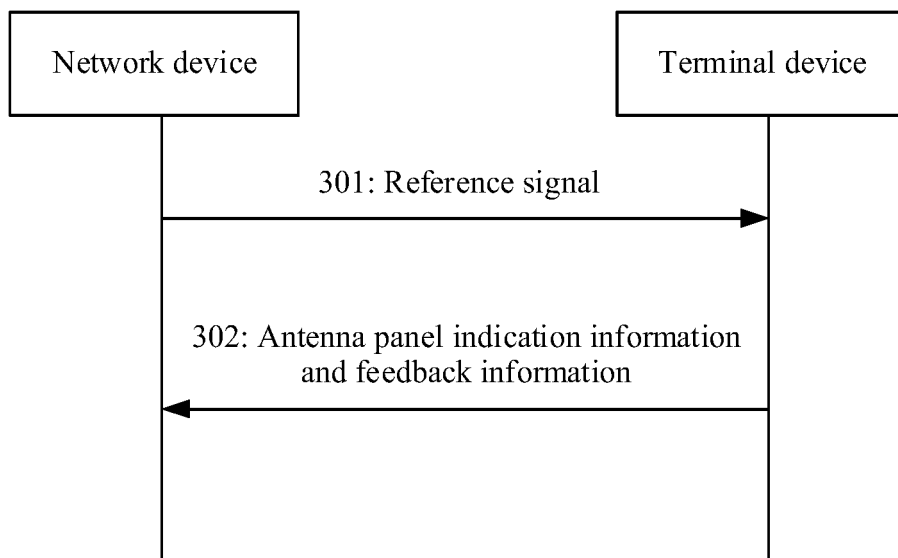 Network device
Terminal device
301: Reference signal
302: Antenna panel indication information
and feedback information